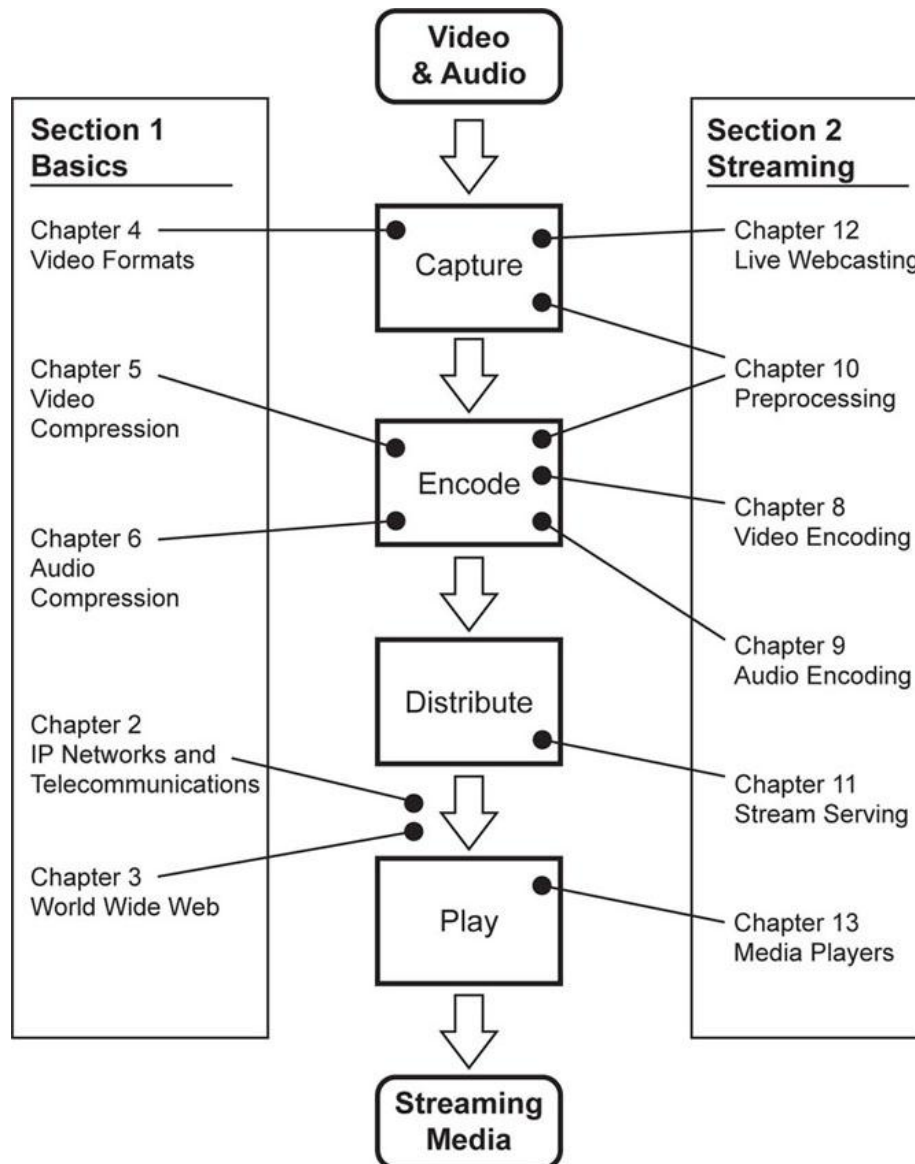 Video
& Audio
Section 1
Basics
Chapter 4
Video Formats
Chapter 5
Video
Compression
Chapter 6
Audio
Compression
Chapter 2
IP Networks and
Telecommunications
Chapter 3
World Wide Web
Capture
Encode
Distribute
Play
Streaming
Media
Section 2
Streaming
Chapter 12
Live Webcasting
Chapter 10
Preprocessing
Chapter 8
Video Encoding
Chapter 9
Audio Encoding
Chapter 11
Stream Serving
Chapter 13
Media Players